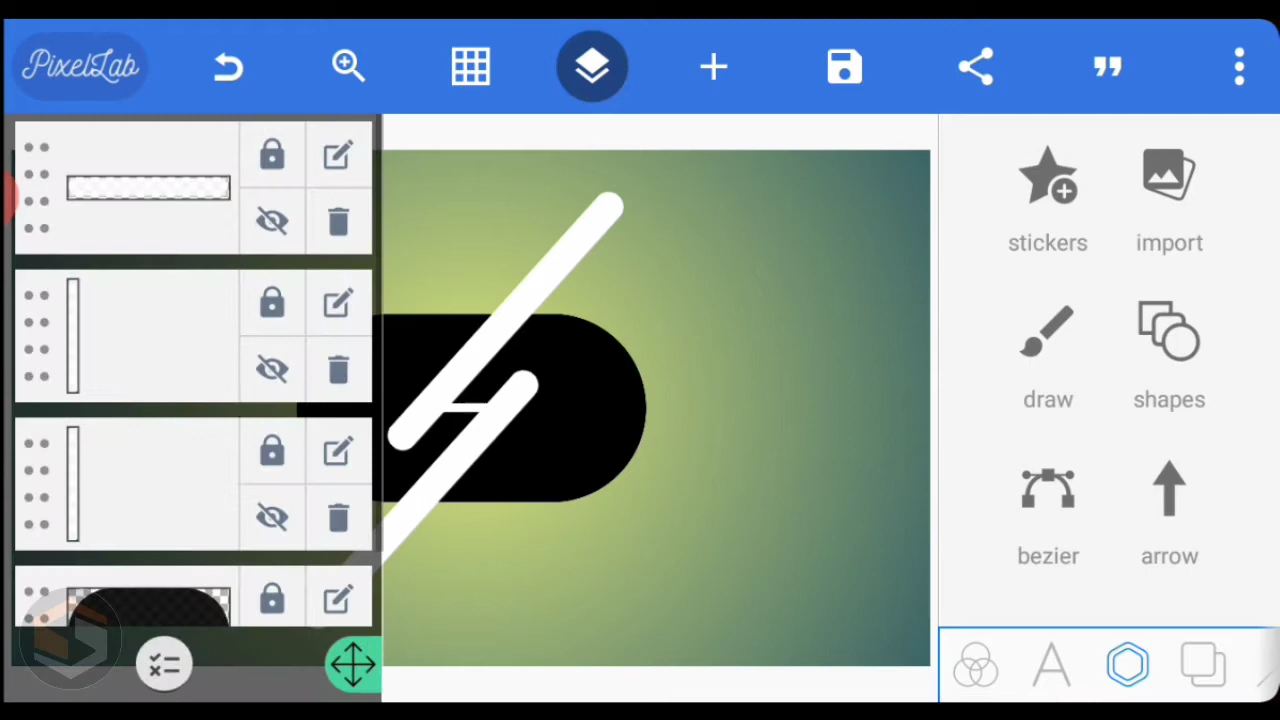 PixelLab
stickers
import
draw
shapes
bezier
arrow